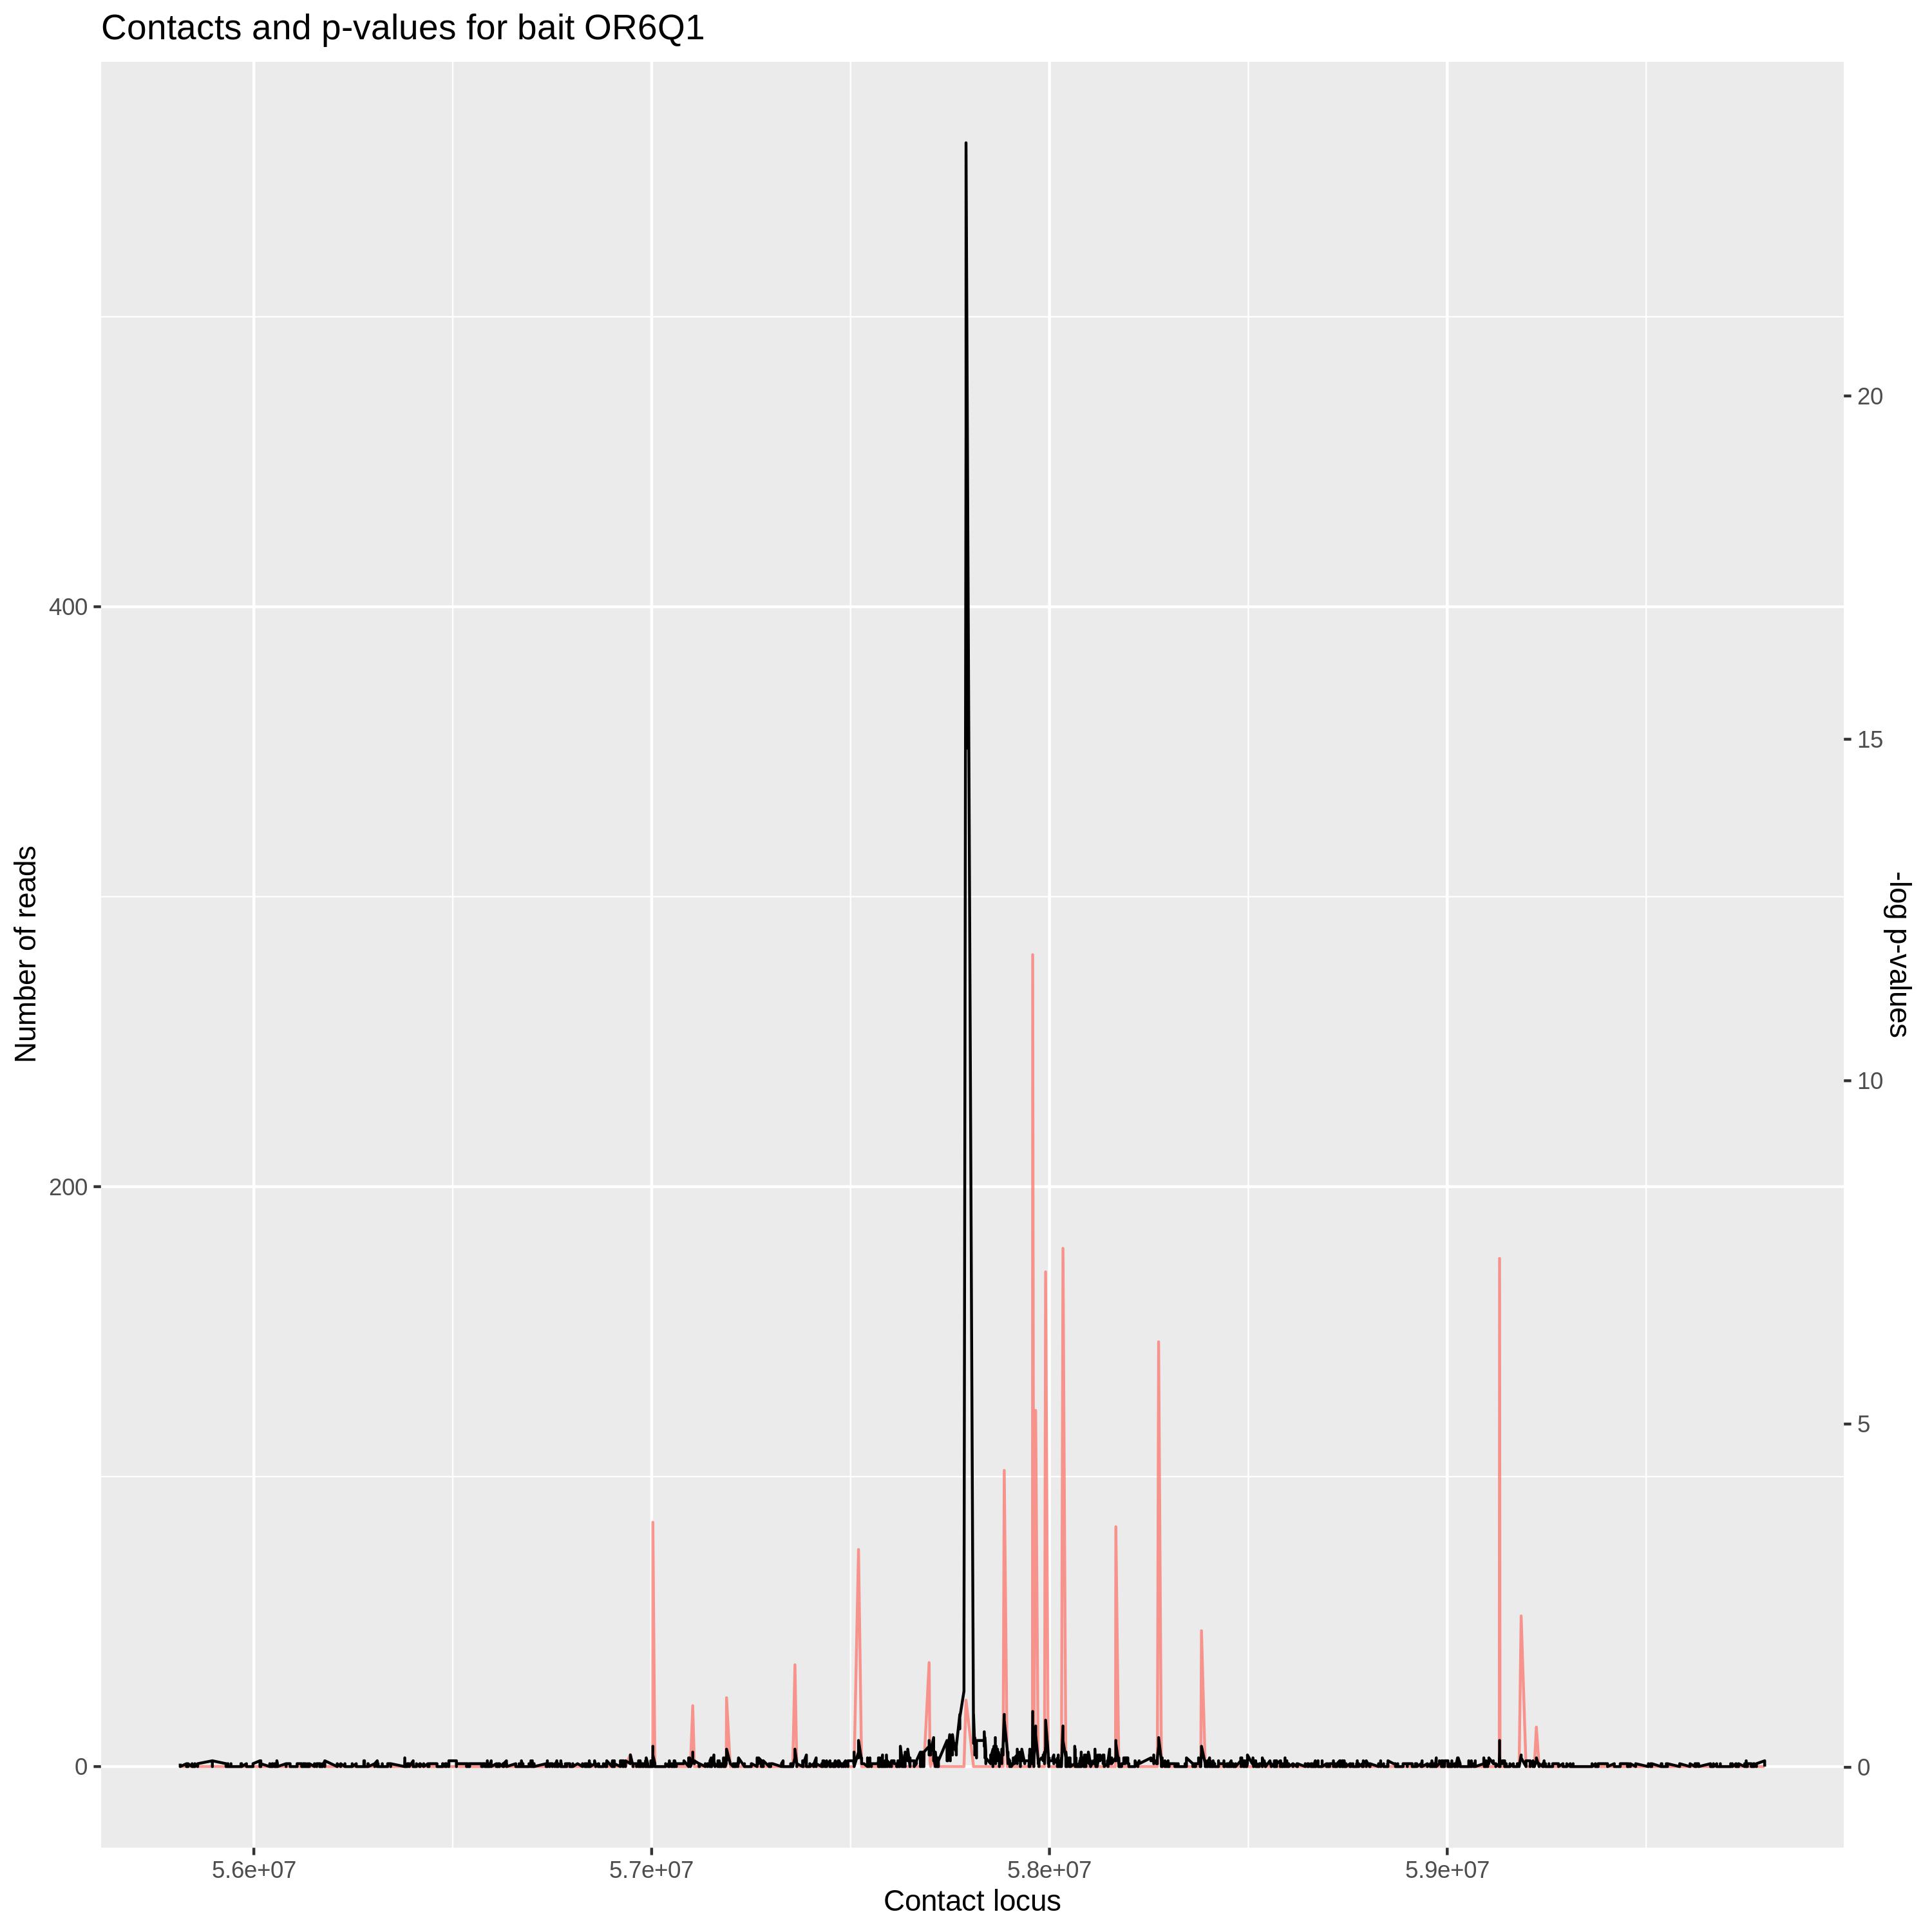 Contacts and p-values for bait OR6Q1
Number of reads
400
200
0
20
15
10
5
0
-log p-values
5.6e+07
5.7e+07
5.8e+07
5.9e+07
Contact locus